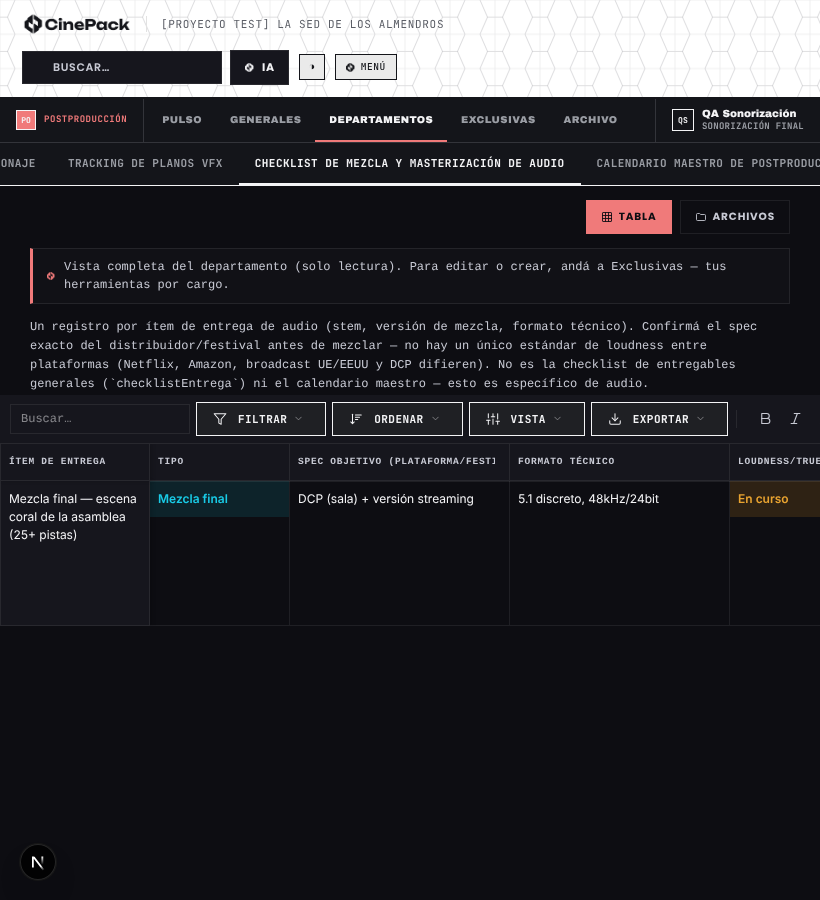 CinePack
[PROYECTO TEST] LA SED DE LOS ALMENDROS
BUSCAR…
IA
MENÚ
PO
POSTPRODUCCIÓN
PULSO
GENERALES
DEPARTAMENTOS
EXCLUSIVAS
ARCHIVO
QS
QA Sonorización
SONORIZACIÓN FINAL
ONAJE
TRACKING DE PLANOS VFX
CHECKLIST DE MEZCLA Y MASTERIZACIÓN DE AUDIO
CALENDARIO MAESTRO DE POSTPRODUC
TABLA
ARCHIVOS
Vista completa del departamento (solo lectura). Para editar o crear, andá a Exclusivas — tus
herramientas por cargo.
Un registro por ítem de entrega de audio (stem, versión de mezcla, formato técnico). Confirmá el spec
exacto del distribuidor/festival antes de mezclar — no hay un único estándar de loudness entre
plataformas (Netflix, Amazon, broadcast UE/EEUU y DCP difieren). No es la checklist de entregables
generales (`checklistEntrega`) ni el calendario maestro — esto es específico de audio.
Buscar…
FILTRAR
ORDENAR
VISTA
EXPORTAR
B
I
ÍTEM DE ENTREGA
TIPO
SPEC OBJETIVO (PLATAFORMA/FEST
FORMATO TÉCNICO
LOUDNESS/TRUE
Mezcla final — escena
coral de la asamblea
(25+ pistas)
Mezcla final
DCP (sala) + versión streaming
5.1 discreto, 48kHz/24bit
En curso
N